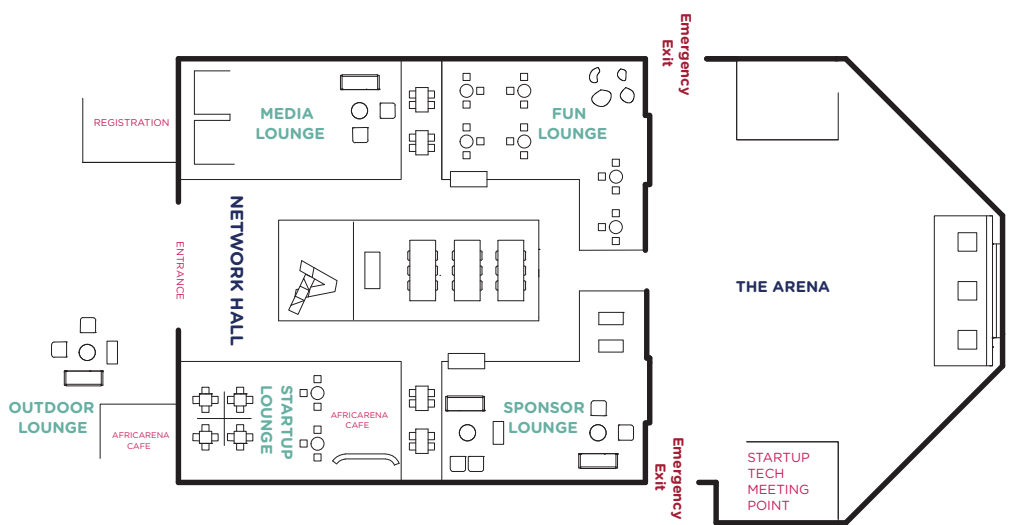 Emergency
Exit
REGISTRATION
MEDIA
LOUNGE
FUN
LOUNGE
NETWORK HALL
ENTRANCE
THE ARENA
OUTDOOR
LOUNGE
AFRICARENA
CAFE
STARTUP
LOUNGE
AFRICARENA
CAFE
SPONSOR
LOUNGE
Emergency
Exit
STARTUP
TECH
MEETING
POINT